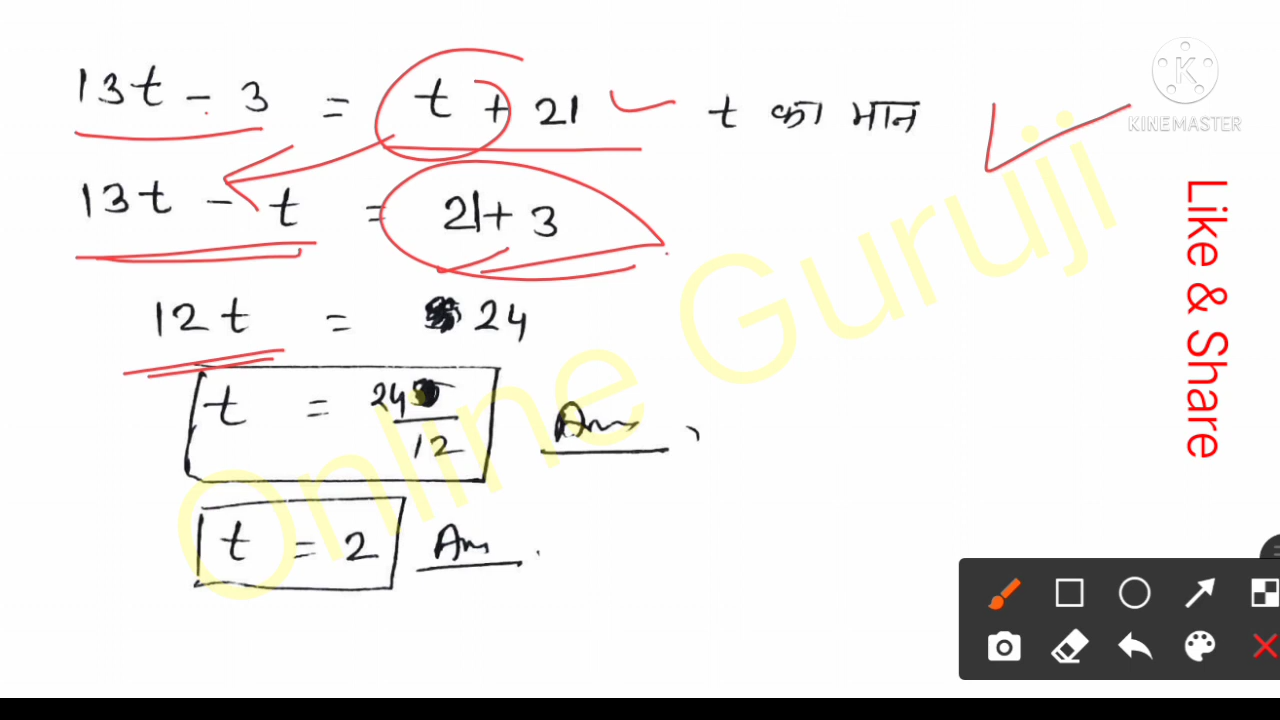 13t - 3 = t + 21 t का मान
13t - t = 21 + 3
12t = 24
t = 24/12 Ans
t = 2 Ans.
Online Guruji
KINEMASTER
Like & Share